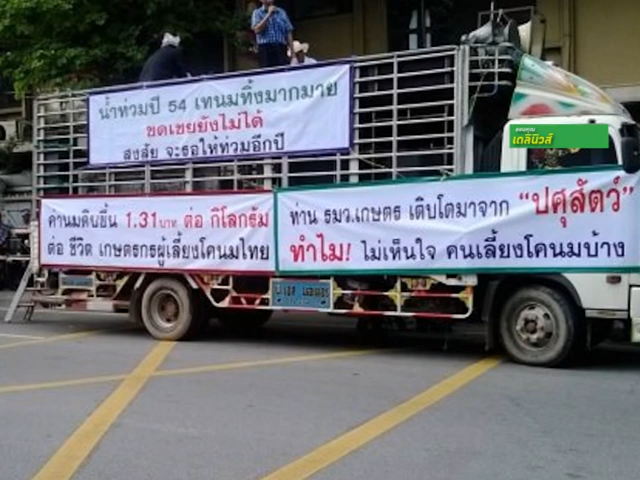 น้ำท่วมปี 54 เทนมทิ้งมากมาย
ชดเชยยังไม่ได้
สงสัย จะรอให้ท่วมอีกปี
ขอบคุณ
เดลินิวส์
ค่านมดิบขึ้น 1.31 บาท ต่อ กิโลกรัม
ต่อ ชีวิต เกษตรกรผู้เลี้ยงโคนมไทย
ท่าน รมว.เกษตร เติบโตมาจาก "ปศุสัตว์"
ทำไม! ไม่เห็นใจ คนเลี้ยงโคนมบ้าง